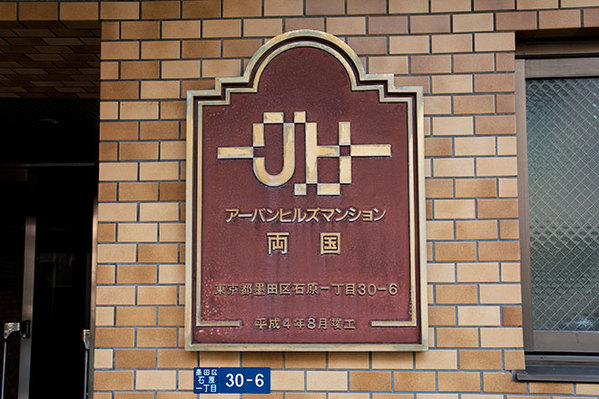 UH
アーバンヒルズマンション
両国
東京都墨田区石原一丁目30-6
平成4年8月竣工
墨田区
石原
一丁目
30-6